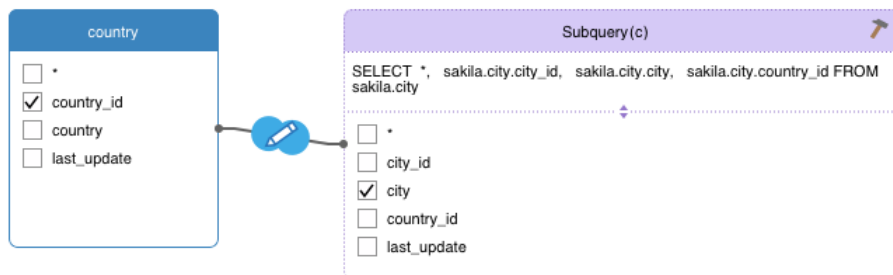 country
*
country_id
country
last_update
Subquery(c)
SELECT *, sakila.city.city_id, sakila.city.city, sakila.city.country_id FROM
sakila.city
*
city_id
city
country_id
last_update